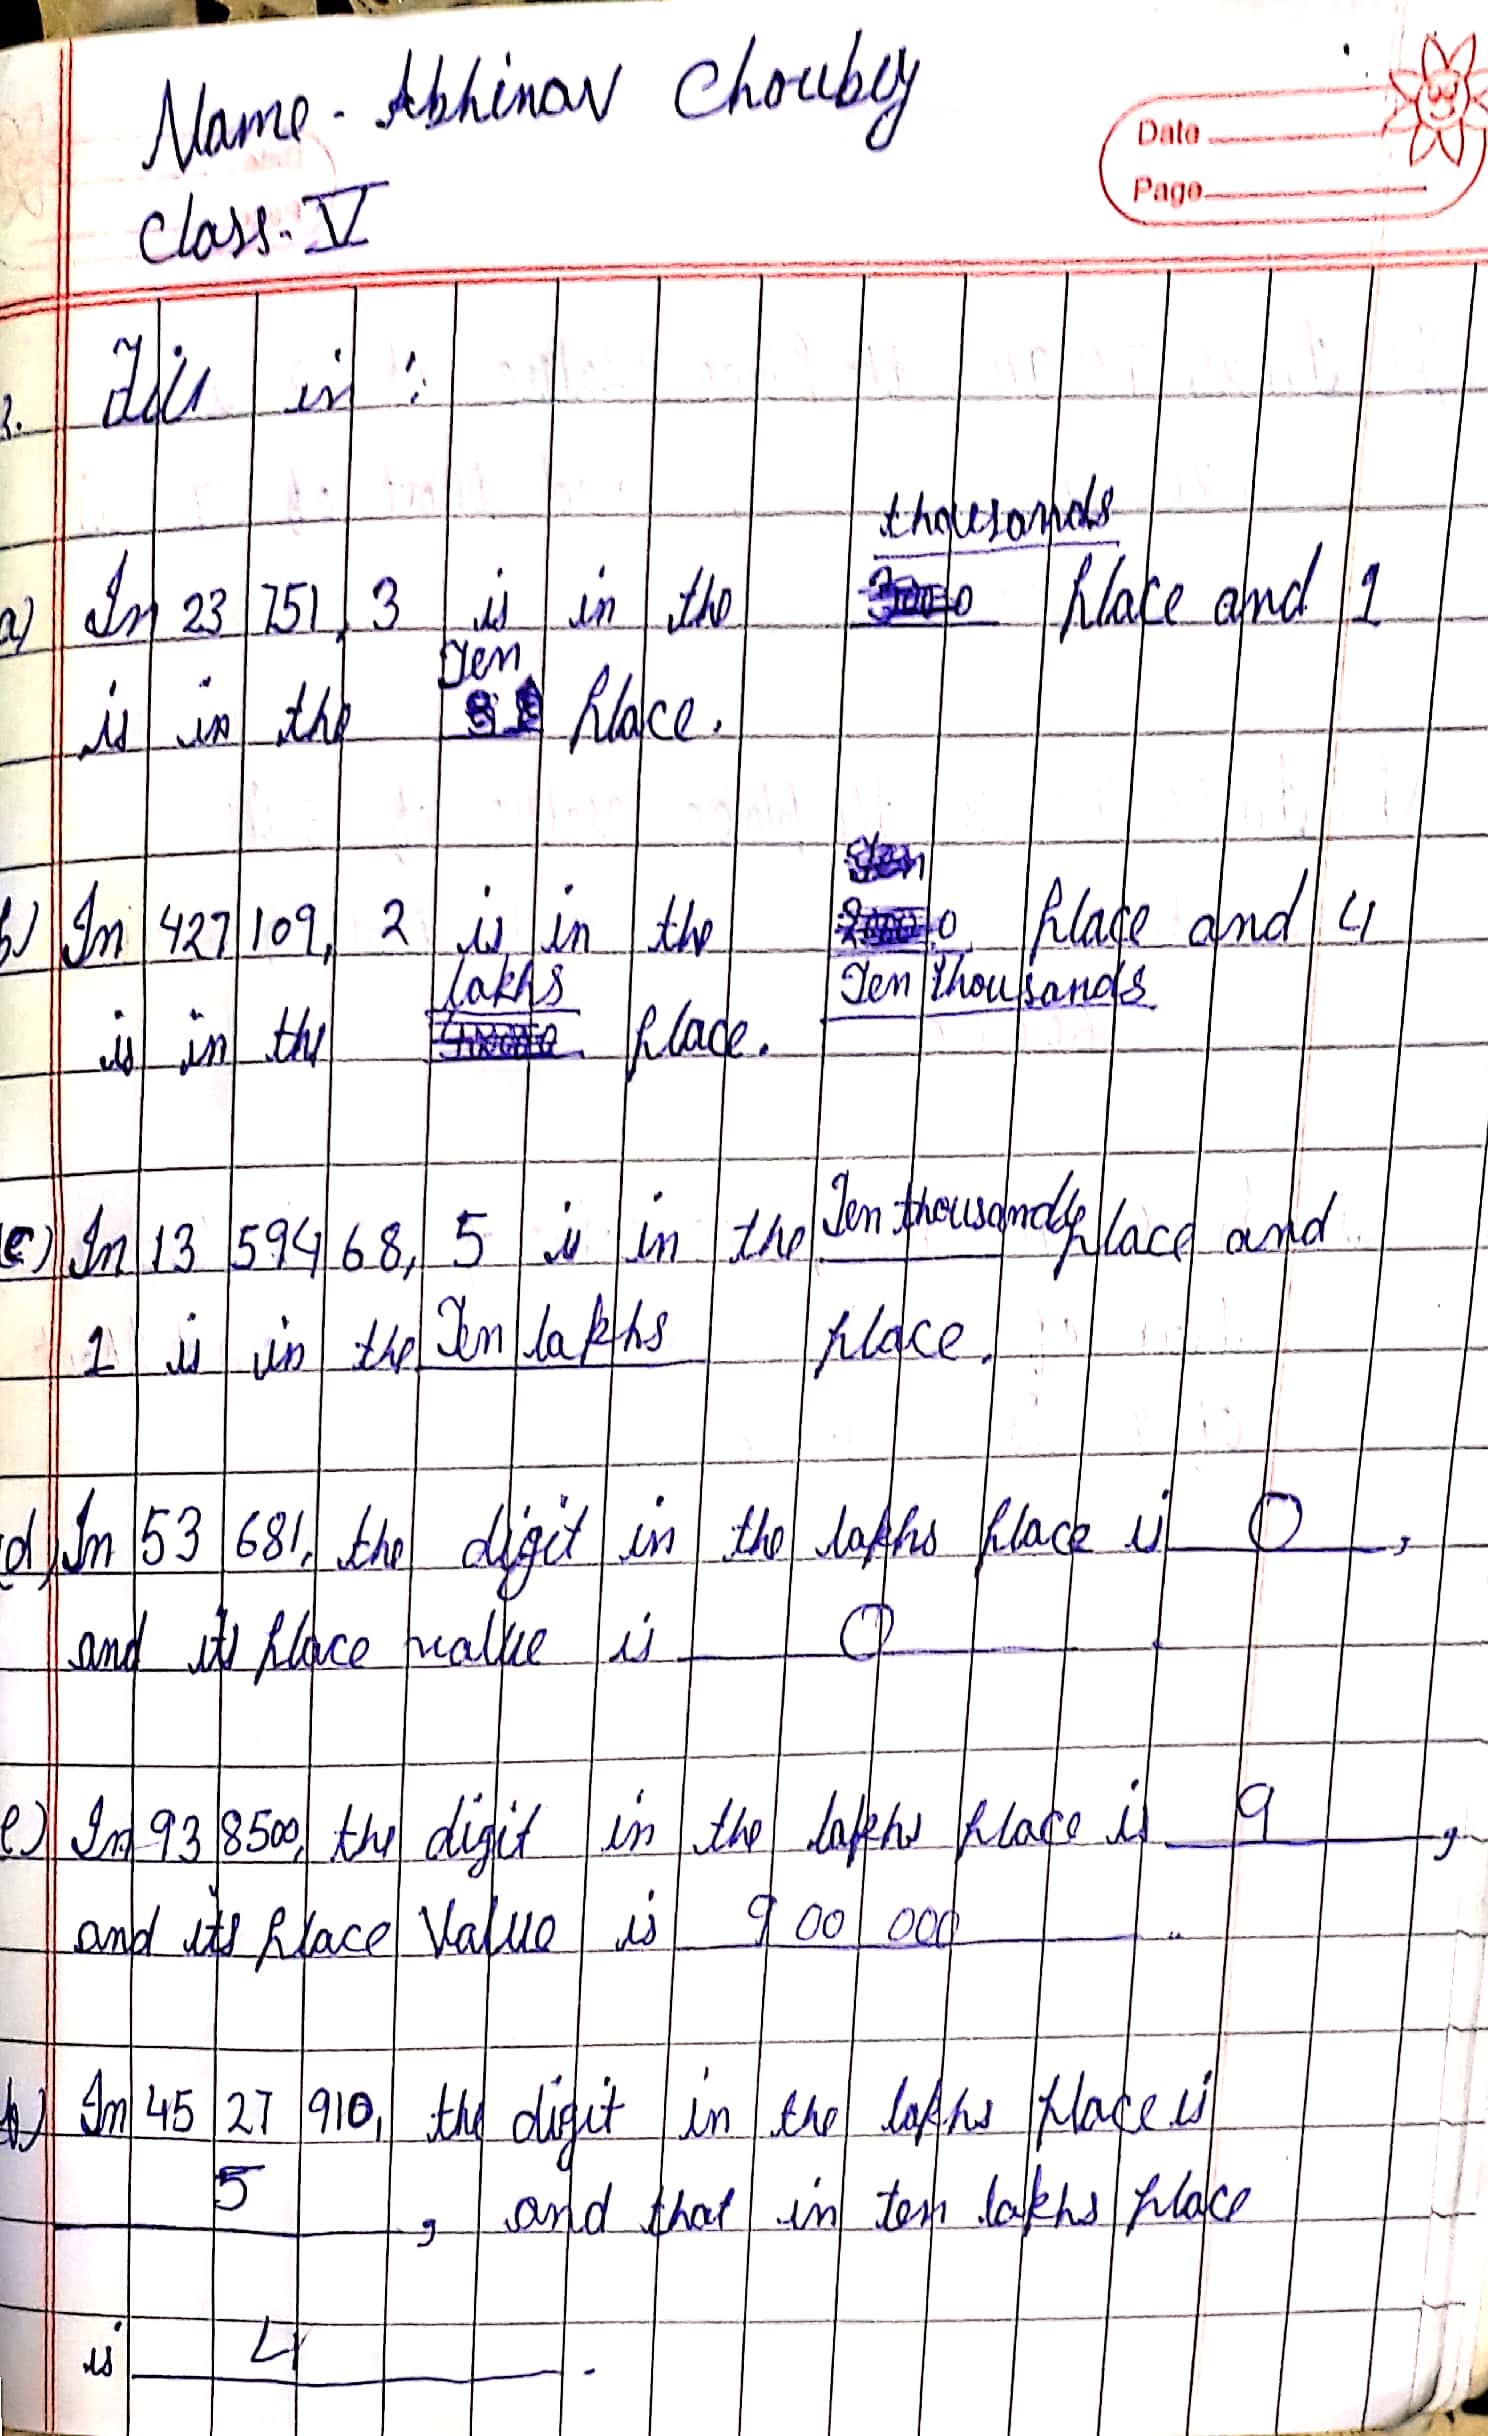 Name - Abhinav Choubey
Class - V
Date
Page
Fill in :
thousands
a) In 23 751, 3 is in the place and 1
Ten
is in the place.
Ten
b) In 427 109, 2 is in the place and 4
lakhs Ten thousands
is in the place.
(c) In 13 594 68, 5 is in the Ten thousands place and
1 is in the Ten lakhs place.
(d) In 53 681, the digit in the lakhs place is 0,
and its place value is 0
e) In 93 8500, the digit in the lakhs place is 9,
and its place Value is 9 00 000
In 45 27 910, the digit in the lakhs place is
5, and that in ten lakhs place
is 4.